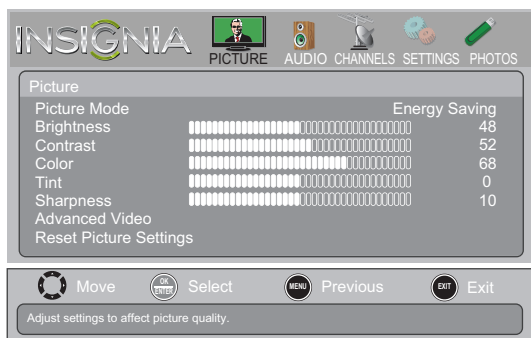 INSIGNIA
PICTURE AUDIO CHANNELS SETTINGS PHOTOS
Picture
Picture Mode Energy Saving
Brightness 48
Contrast 52
Color 68
Tint 0
Sharpness 10
Advanced Video
Reset Picture Settings
Move OK ENTER Select MENU Previous EXIT Exit
Adjust settings to affect picture quality.